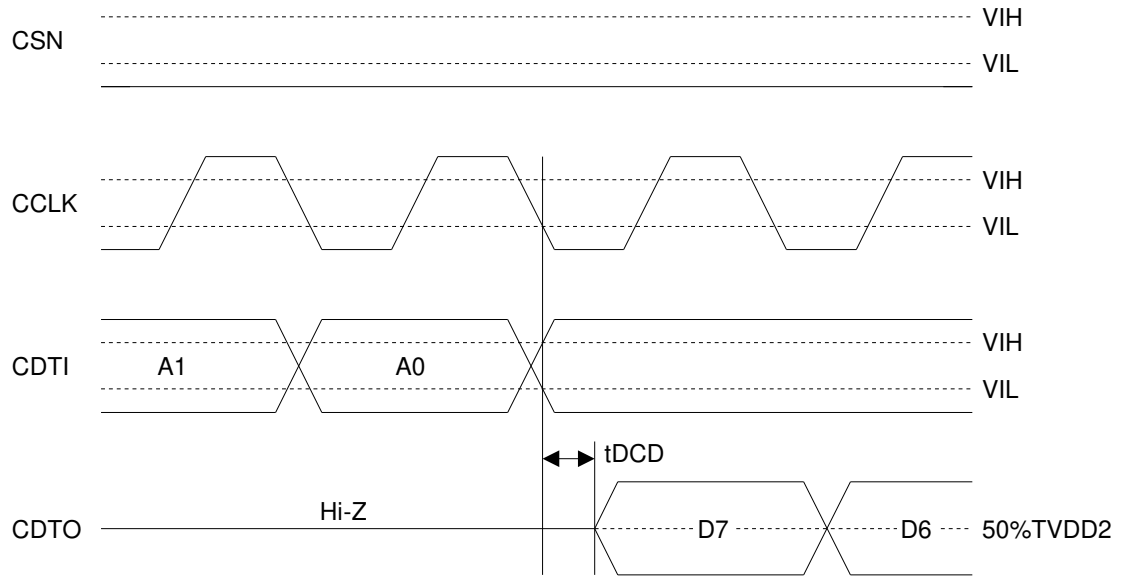 CSN
VIH
VIL
CCLK
VIH
VIL
CDTI
A1
A0
VIH
VIL
tDCD
CDTO
Hi-Z
D7
D6
50%TVDD2